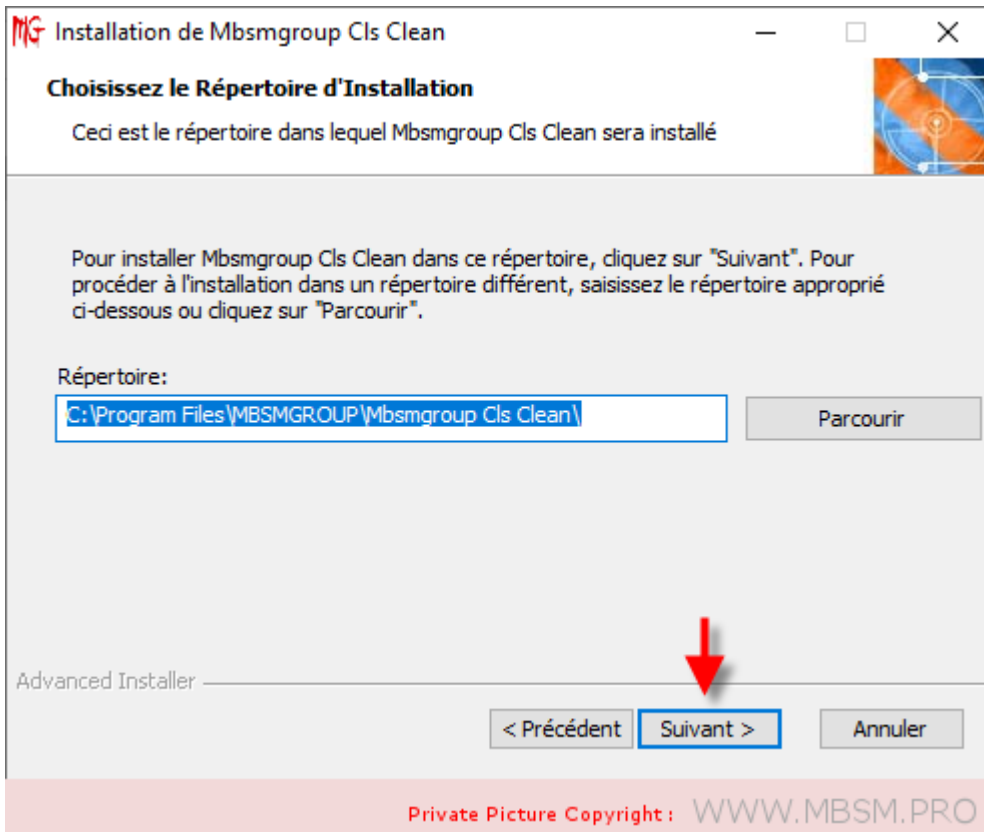 MG Installation de Mbsmgroup Cls Clean
Choisissez le Répertoire d'Installation
Ceci est le répertoire dans lequel Mbsmgroup Cls Clean sera installé
Pour installer Mbsmgroup Cls Clean dans ce répertoire, cliquez sur "Suivant". Pour
procéder à l'installation dans un répertoire différent, saisissez le répertoire approprié
ci-dessous ou cliquez sur "Parcourir".
Répertoire:
C:\Program Files\MBSMGROUP\Mbsmgroup Cls Clean\ Parcourir
Advanced Installer
< Précédent Suivant > Annuler
Private Picture Copyright : WWW.MBSM.PRO